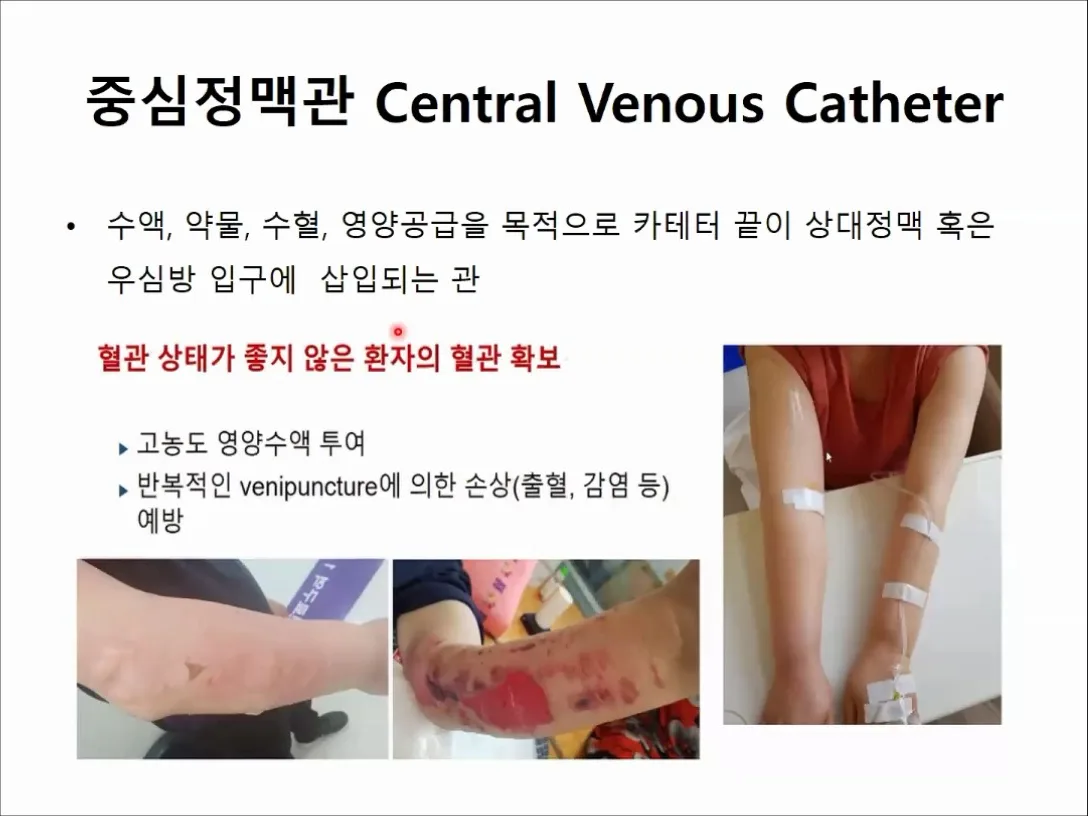 중심정맥관 Central Venous Catheter
• 수액, 약물, 수혈, 영양공급을 목적으로 카테터 끝이 상대정맥 혹은
우심방 입구에 삽입되는 관
혈관 상태가 좋지 않은 환자의 혈관 확보
고농도 영양수액 투여
반복적인 venipuncture에 의한 손상(출혈, 감염 등)
예방